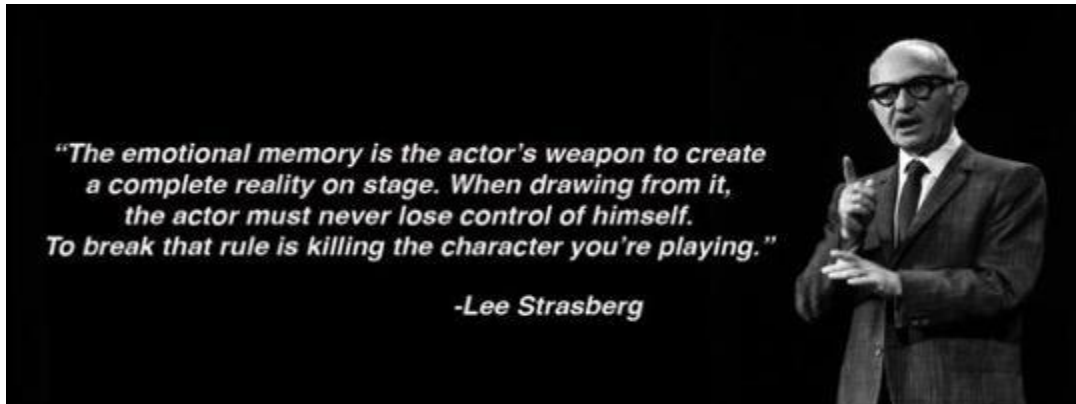 “The emotional memory is the actor’s weapon to create
a complete reality on stage. When drawing from it,
the actor must never lose control of himself.
To break that rule is killing the character you’re playing.”
-Lee Strasberg